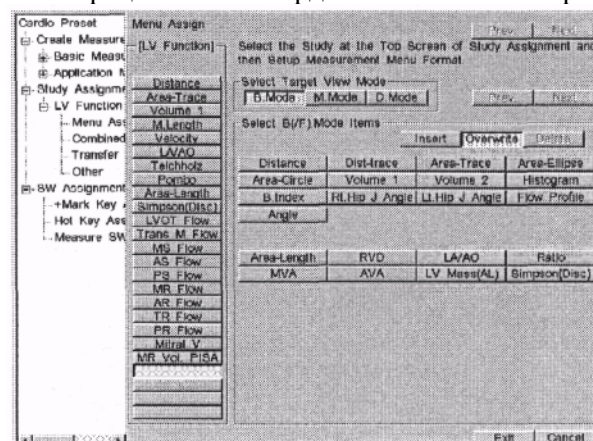 Cardio Preset
Create Measure
Basic Measu
Application M
Study Assignme
LV Function
Menu Ass
Combined
Transfer
Other
SW Assignment
+Mark Key
Hot Key Ass
Measure SW
Menu Assign
[LV Function]
Distance
Area-Trace
Volume 1
M.Length
Velocity
LA/AO
Teichholz
Pombo
Area-Length
Simpson(Disc)
LVOT Flow
Trans M. Flow
MS Flow
AS Flow
PS Flow
MR Flow
AR Flow
TR Flow
PR Flow
Mitral V
MR Vol. PISA
Prev Next
Select the Study at the Top Screen of Study Assignment and
then Setup Measurement Menu Format.
Select Target View Mode
B.Mode M.Mode D.Mode Prev Next
Select B(/F).Mode Items
Insert Overwrite Delete
Distance Dist-trace Area-Trace Area-Ellipse
Area-Circle Volume 1 Volume 2 Histogram
B.Index Rt.Hip J Angle Lt.Hip J Angle Flow Profile
Angle
Area-Length RVD LA/AO Ratio
MVA AVA LV Mass(AL) Simpson(Disc)
Exit Cancel